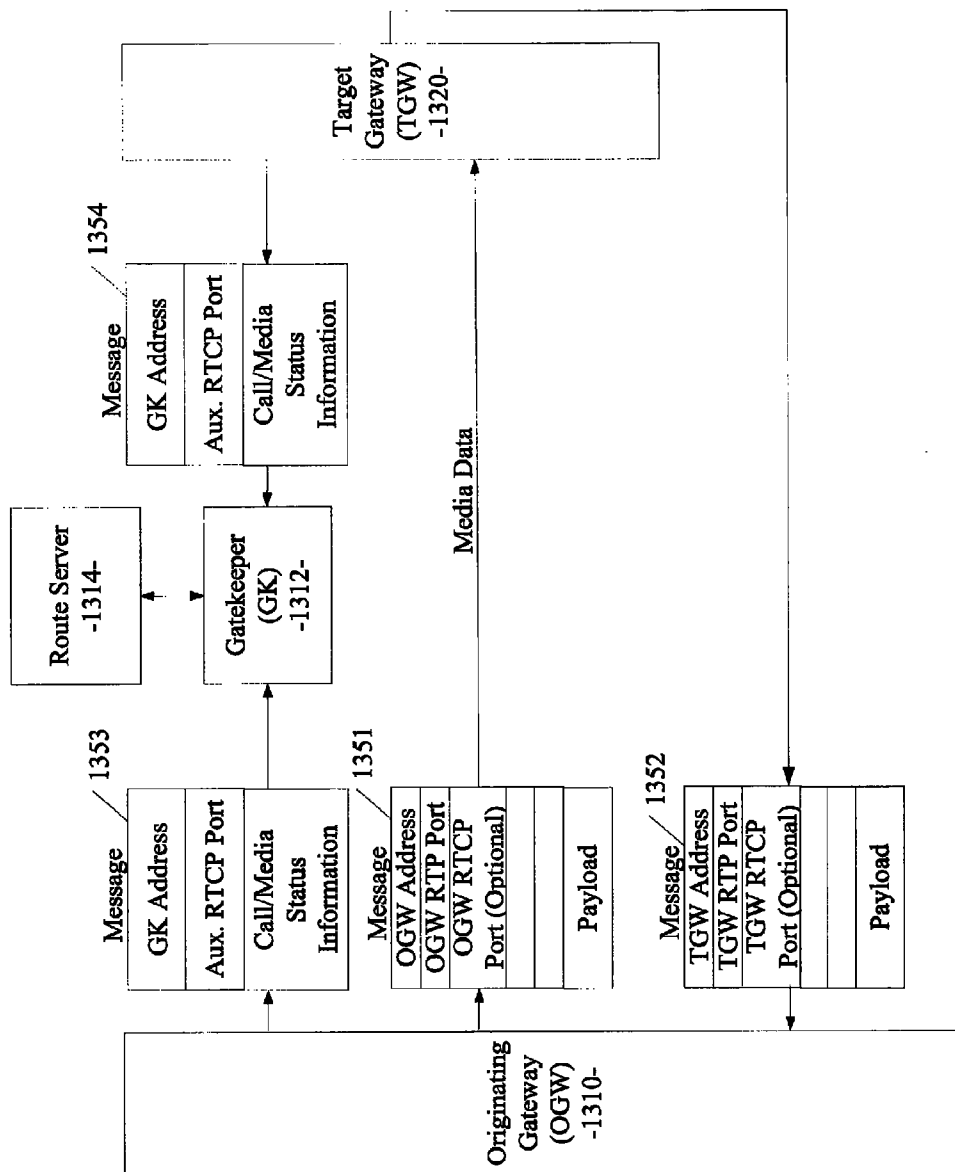 Route Server
-1314-
Message
1353
GK Address
Aux. RTCP Port
Call/Media
Status
Information
Gatekeeper
(GK)
-1312-
Message
1354
GK Address
Aux. RTCP Port
Call/Media
Status
Information
Originating
Gateway
(OGW)
-1310-
Message
1351
OGW Address
OGW RTP Port
OGW RTCP
Port (Optional)
Payload
Media Data
Target
Gateway
(TGW)
-1320-
Message
1352
TGW Address
TGW RTP Port
TGW RTCP
Port (Optional)
Payload